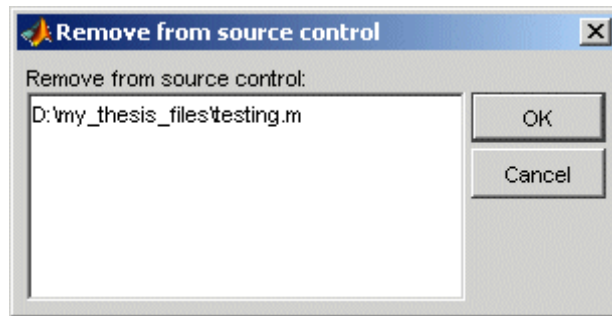 Remove from source control
Remove from source control:
D:\my_thesis_files\testing.m
OK
Cancel